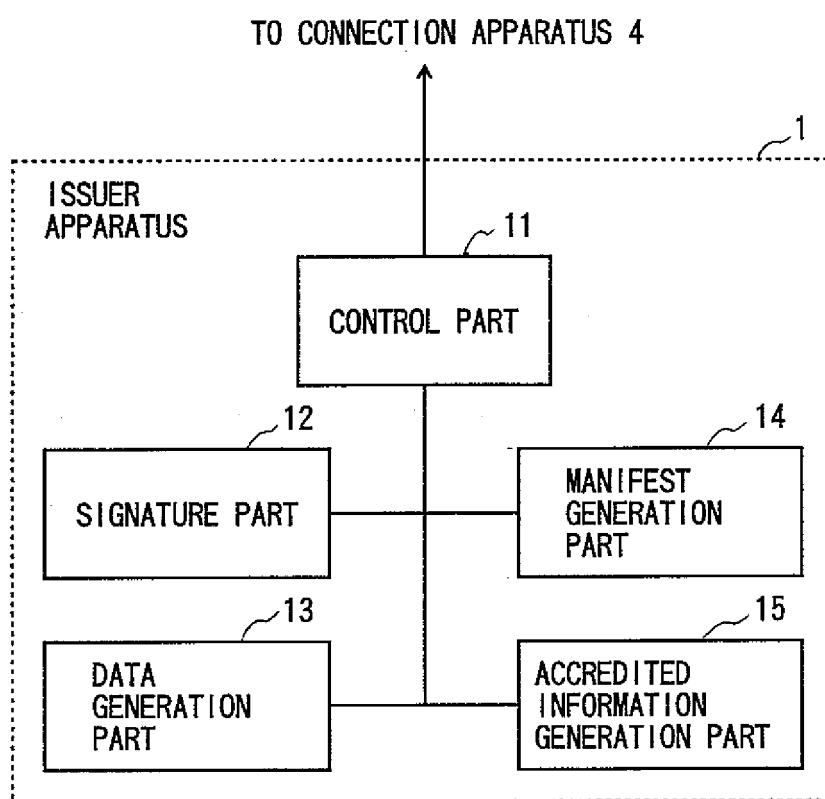 TO CONNECTION APPARATUS 4
1
ISSUER
APPARATUS
11
CONTROL PART
12
SIGNATURE PART
14
MANIFEST
GENERATION
PART
13
DATA
GENERATION
PART
15
ACCREDITED
INFORMATION
GENERATION PART